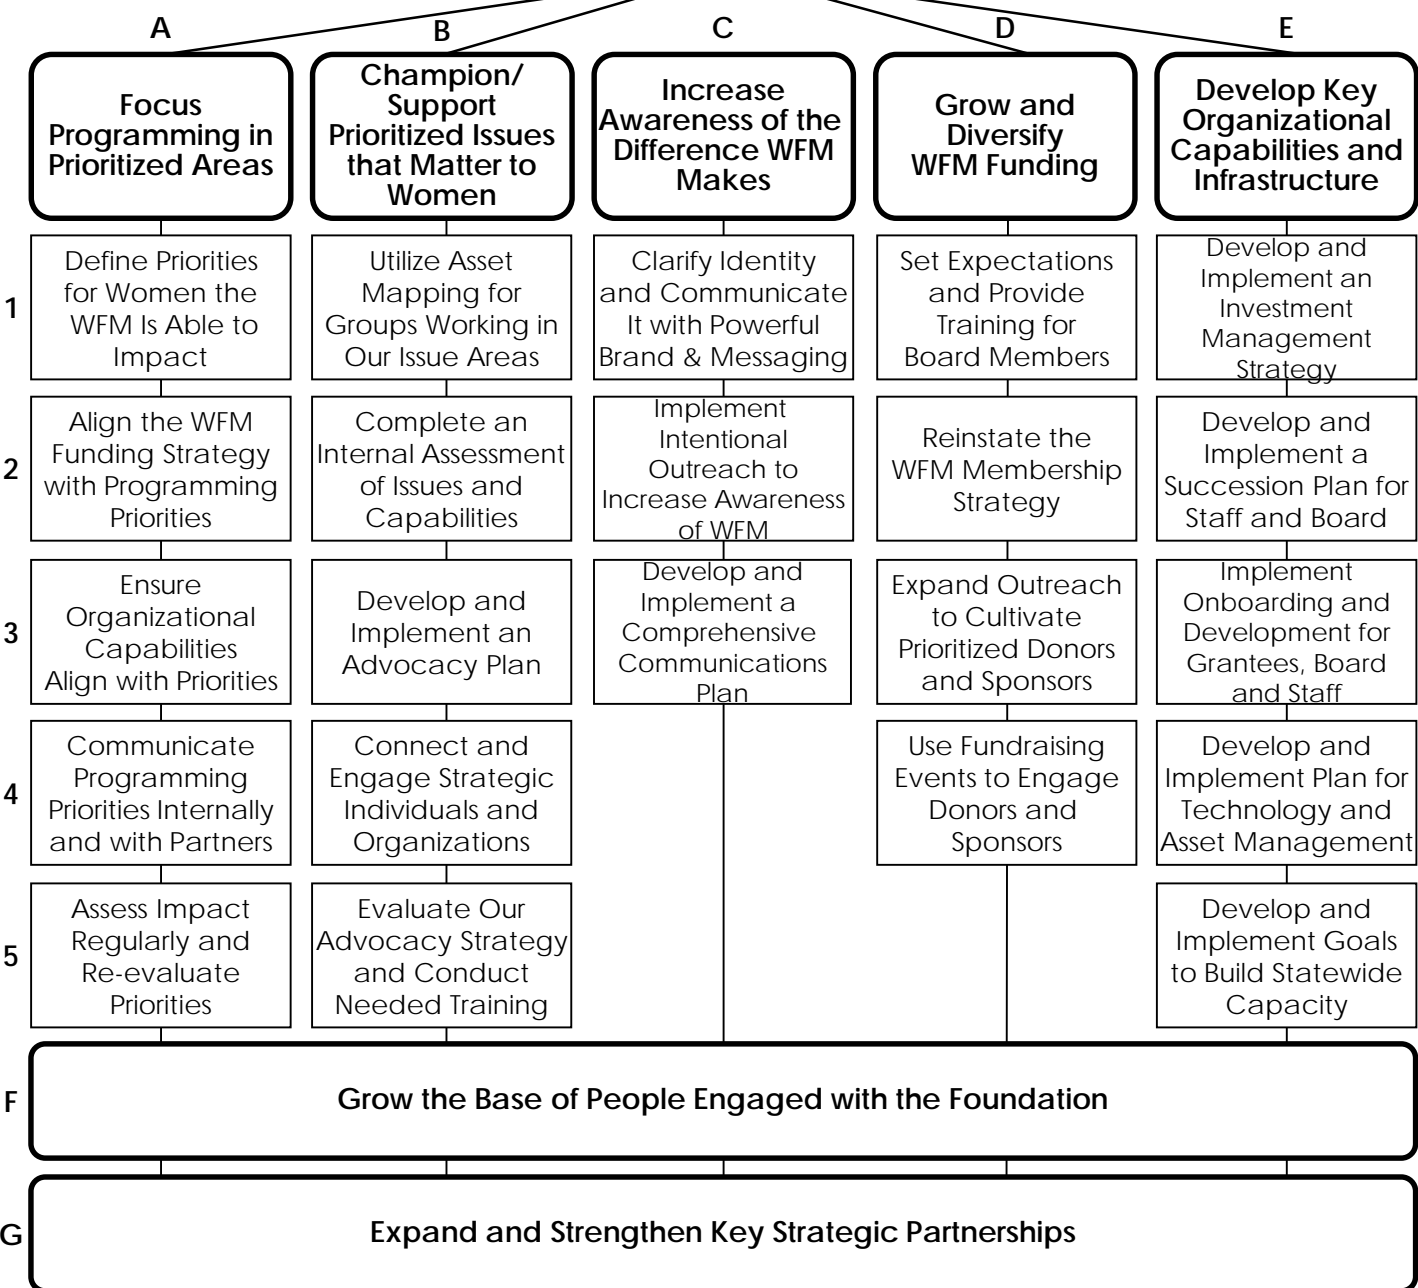 A
B
C
D
E
Focus
Programming in
Prioritized Areas
Champion/
Support
Prioritized Issues
that Matter to
Women
Increase
Awareness of the
Difference WFM
Makes
Grow and
Diversify
WFM Funding
Develop Key
Organizational
Capabilities and
Infrastructure
1
Define Priorities
for Women the
WFM Is Able to
Impact
Utilize Asset
Mapping for
Groups Working in
Our Issue Areas
Clarify Identity
and Communicate
It with Powerful
Brand & Messaging
Set Expectations
and Provide
Training for
Board Members
Develop and
Implement an
Investment
Management
Strategy
2
Align the WFM
Funding Strategy
with Programming
Priorities
Complete an
Internal Assessment
of Issues and
Capabilities
Implement
Intentional
Outreach to
Increase Awareness
of WFM
Reinstate the
WFM Membership
Strategy
Develop and
Implement a
Succession Plan for
Staff and Board
3
Ensure
Organizational
Capabilities
Align with Priorities
Develop and
Implement an
Advocacy Plan
Develop and
Implement a
Comprehensive
Communications
Plan
Expand Outreach
to Cultivate
Prioritized Donors
and Sponsors
Implement
Onboarding and
Development for
Grantees, Board
and Staff
4
Communicate
Programming
Priorities Internally
and with Partners
Connect and
Engage Strategic
Individuals and
Organizations
Use Fundraising
Events to Engage
Donors and
Sponsors
Develop and
Implement Plan for
Technology and
Asset Management
5
Assess Impact
Regularly and
Re-evaluate
Priorities
Evaluate Our
Advocacy Strategy
and Conduct
Needed Training
Develop and
Implement Goals
to Build Statewide
Capacity
F
Grow the Base of People Engaged with the Foundation
G
Expand and Strengthen Key Strategic Partnerships